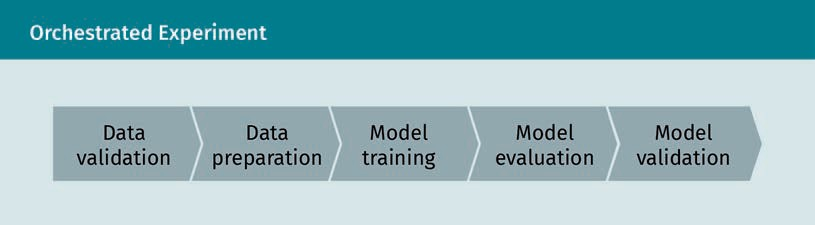 Orchestrated Experiment
Data
validation
Data
preparation
Model
training
Model
evaluation
Model
validation